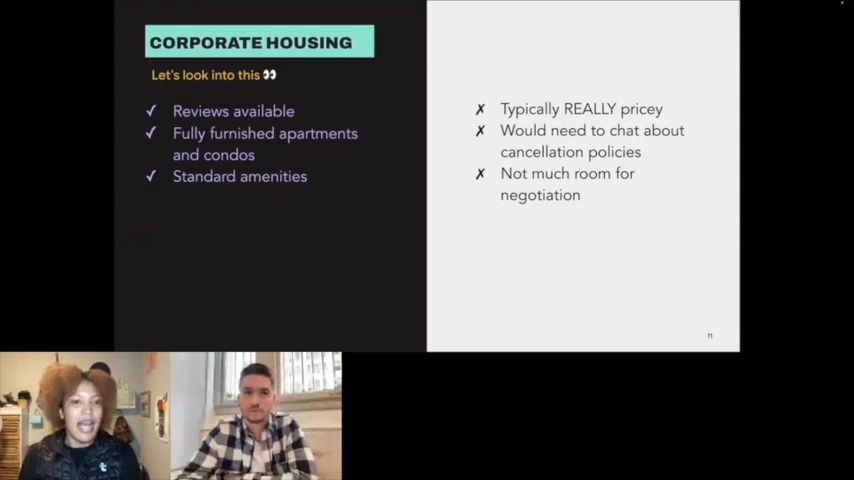 CORPORATE HOUSING
Let's look into this 👀
✓ Reviews available
✓ Fully furnished apartments
and condos
✓ Standard amenities
✗ Typically REALLY pricey
✗ Would need to chat about
cancellation policies
✗ Not much room for
negotiation
11